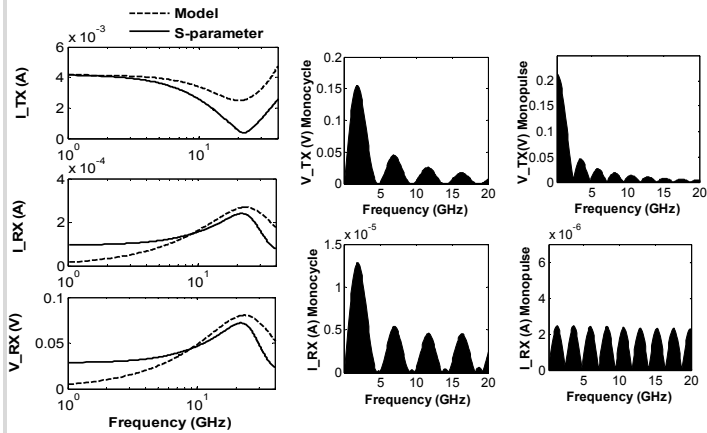 Model
S-parameter
x 10^-3
6
4
2
0
10^0
10^1
I_TX (A)
x 10^-4
4
2
0
10^0
10^1
I_RX (A)
0.1
0.05
0
10^0
10^1
V_RX (V)
Frequency (GHz)
0.2
0.15
0.1
0.05
0
5
10
15
20
V_TX (V) Monocycle
Frequency (GHz)
0.2
0.15
0.1
0.05
0
5
10
15
20
V_TX(V) Monopulse
Frequency (GHz)
x 10^-5
1.5
1
0.5
0
5
10
15
20
I_RX (A) Monocycle
Frequency (GHz)
x 10^-6
6
4
2
0
5
10
15
20
I_RX (A) Monopulse
Frequency (GHz)